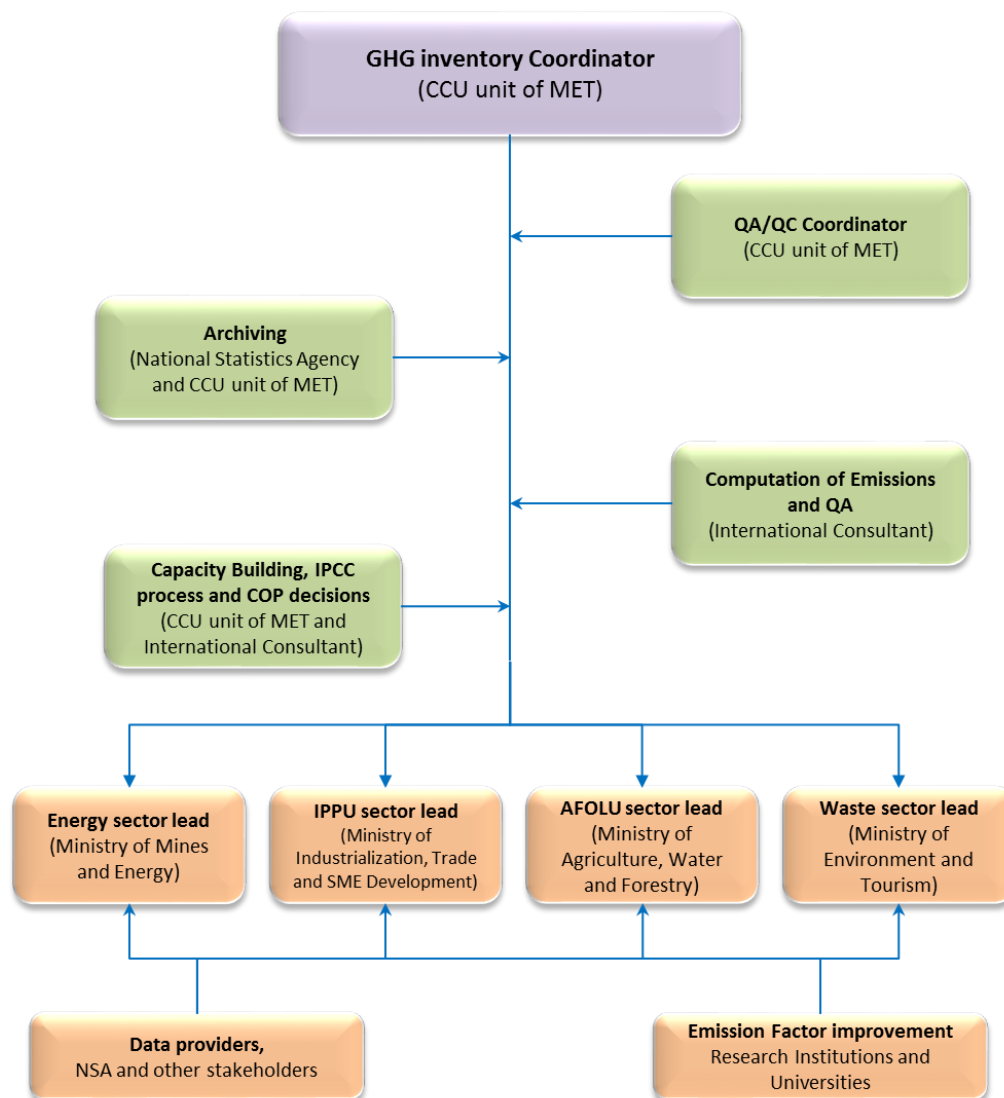 GHG inventory Coordinator
(CCU unit of MET)
QA/QC Coordinator
(CCU unit of MET)
Archiving
(National Statistics Agency
and CCU unit of MET)
Computation of Emissions
and QA
(International Consultant)
Capacity Building, IPCC
process and COP decisions
(CCU unit of MET and
International Consultant)
Energy sector lead
(Ministry of Mines
and Energy)
IPPU sector lead
(Ministry of
Industrialization, Trade
and SME Development)
AFOLU sector lead
(Ministry of
Agriculture, Water
and Forestry)
Waste sector lead
(Ministry of
Environment and
Tourism)
Data providers,
NSA and other stakeholders
Emission Factor improvement
Research Institutions and
Universities